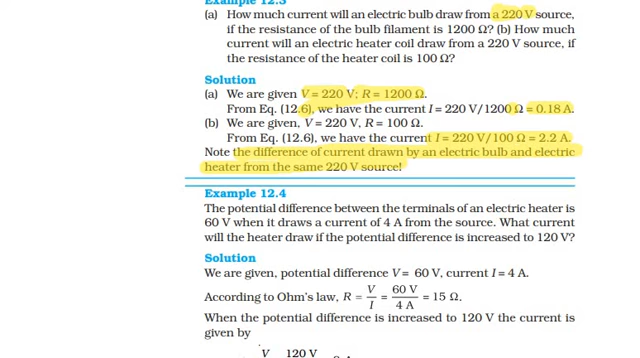 Example 12.3
(a) How much current will an electric bulb draw from a 220 V source,
if the resistance of the bulb filament is 1200 Ω? (b) How much
current will an electric heater coil draw from a 220 V source, if
the resistance of the heater coil is 100 Ω?
Solution
(a) We are given V = 220 V; R = 1200 Ω.
From Eq. (12.6), we have the current I = 220 V/1200 Ω = 0.18 A.
(b) We are given, V = 220 V, R = 100 Ω.
From Eq. (12.6), we have the current I = 220 V/100 Ω = 2.2 A.
Note the difference of current drawn by an electric bulb and electric
heater from the same 220 V source!
Example 12.4
The potential difference between the terminals of an electric heater is
60 V when it draws a current of 4 A from the source. What current
will the heater draw if the potential difference is increased to 120 V?
Solution
We are given, potential difference V = 60 V, current I = 4 A.
According to Ohm's law, R = V/I = 60 V/4 A = 15 Ω.
When the potential difference is increased to 120 V the current is
given by
V 120 V